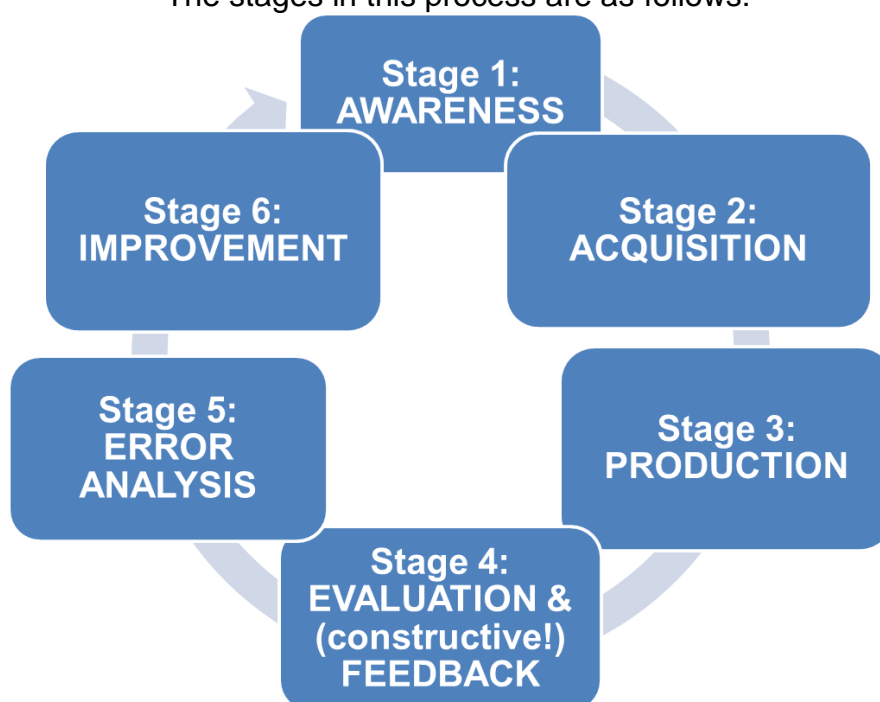 The stages in this process are as follows:
Stage 1:
AWARENESS
Stage 2:
ACQUISITION
Stage 3:
PRODUCTION
Stage 4:
EVALUATION &
(constructive!)
FEEDBACK
Stage 5:
ERROR
ANALYSIS
Stage 6:
IMPROVEMENT